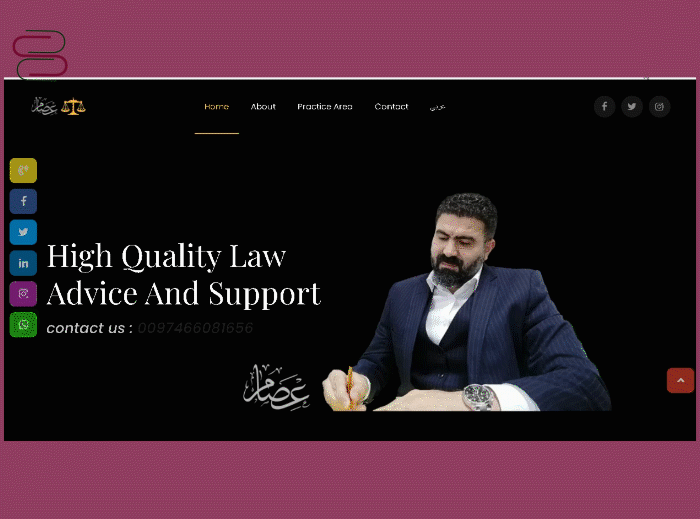 عصام
Home About Practice Area Contact عربي
High Quality Law
Advice And Support
contact us : 0097466081656
عصام